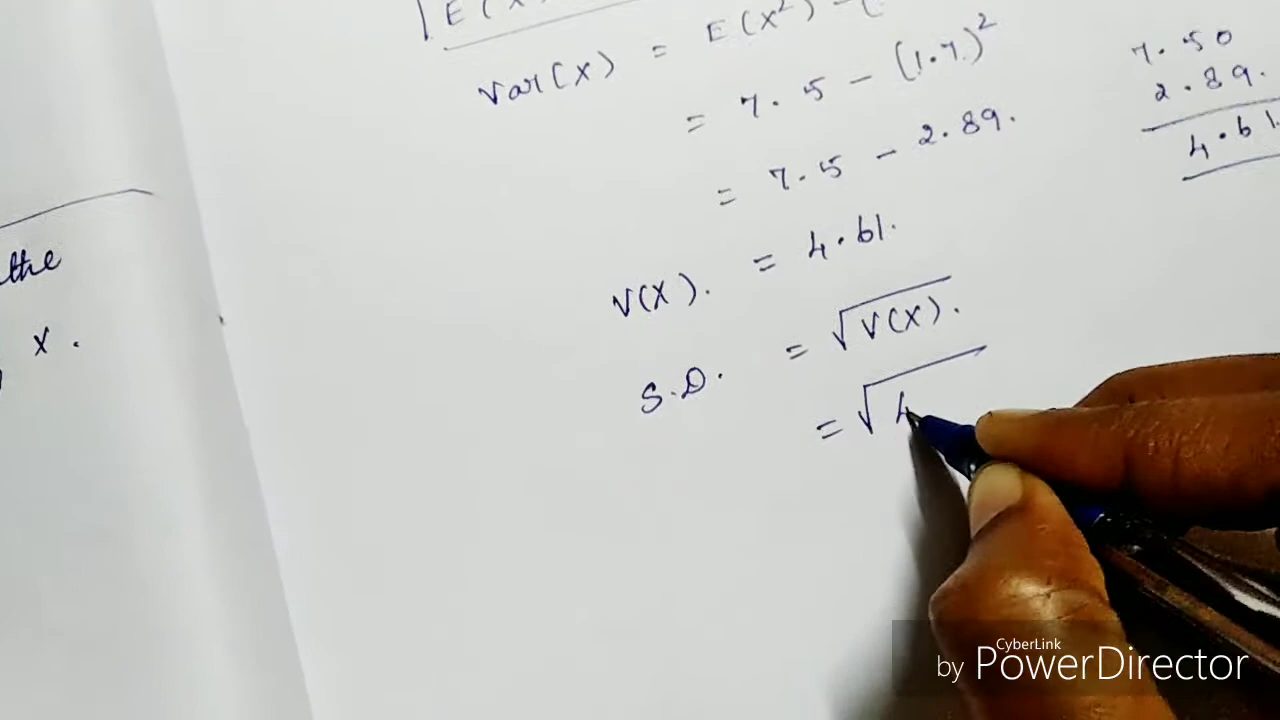 E(X
Var(X) = E(X²) - (
= 7.5 - (1.7)²
= 7.5 - 2.89.
V(X). = 4.61.
S.D. = √V(X).
= √4
7.50
2.89.
4.61.
the
X.
CyberLink
by PowerDirector